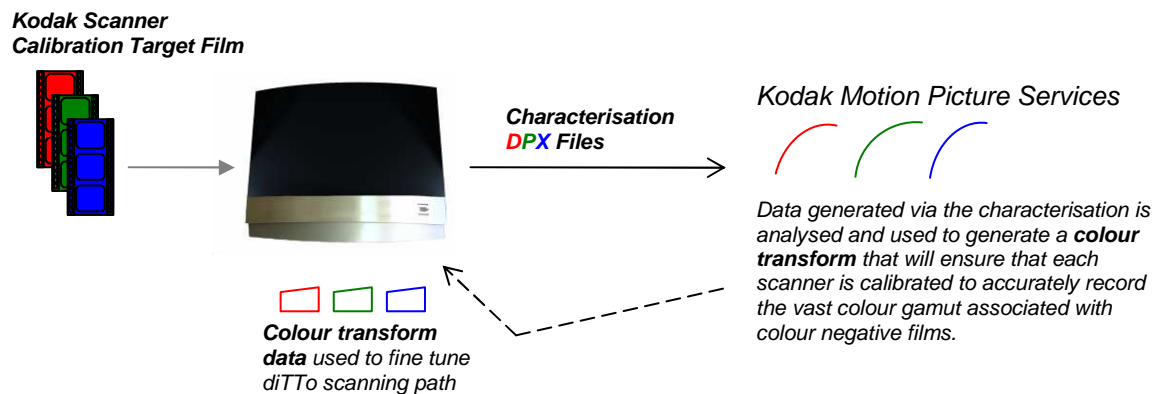 Kodak Scanner
Calibration Target Film
Characterisation
DPX Files
Kodak Motion Picture Services
Data generated via the characterisation is
analysed and used to generate a colour
transform that will ensure that each
scanner is calibrated to accurately record
the vast colour gamut associated with
colour negative films.
Colour transform
data used to fine tune
diTTo scanning path